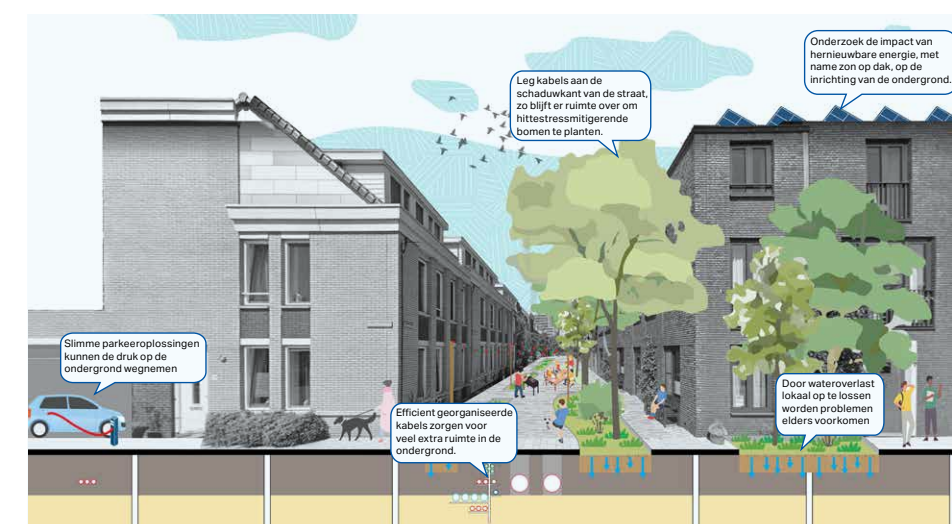 Onderzoek de impact van
hernieuwbare energie, met
name zon op dak, op de
inrichting van de ondergrond.
Leg kabels aan de
schaduwkant van de straat,
zo blijft er ruimte over om
hittestressmitigerende
bomen te planten.
Slimme parkeeroplossingen
kunnen de druk op de
ondergrond wegnemen
Efficient georganiseerde
kabels zorgen voor
veel extra ruimte in de
ondergrond.
Door wateroverlast
lokaal op te lossen
worden problemen
elders voorkomen